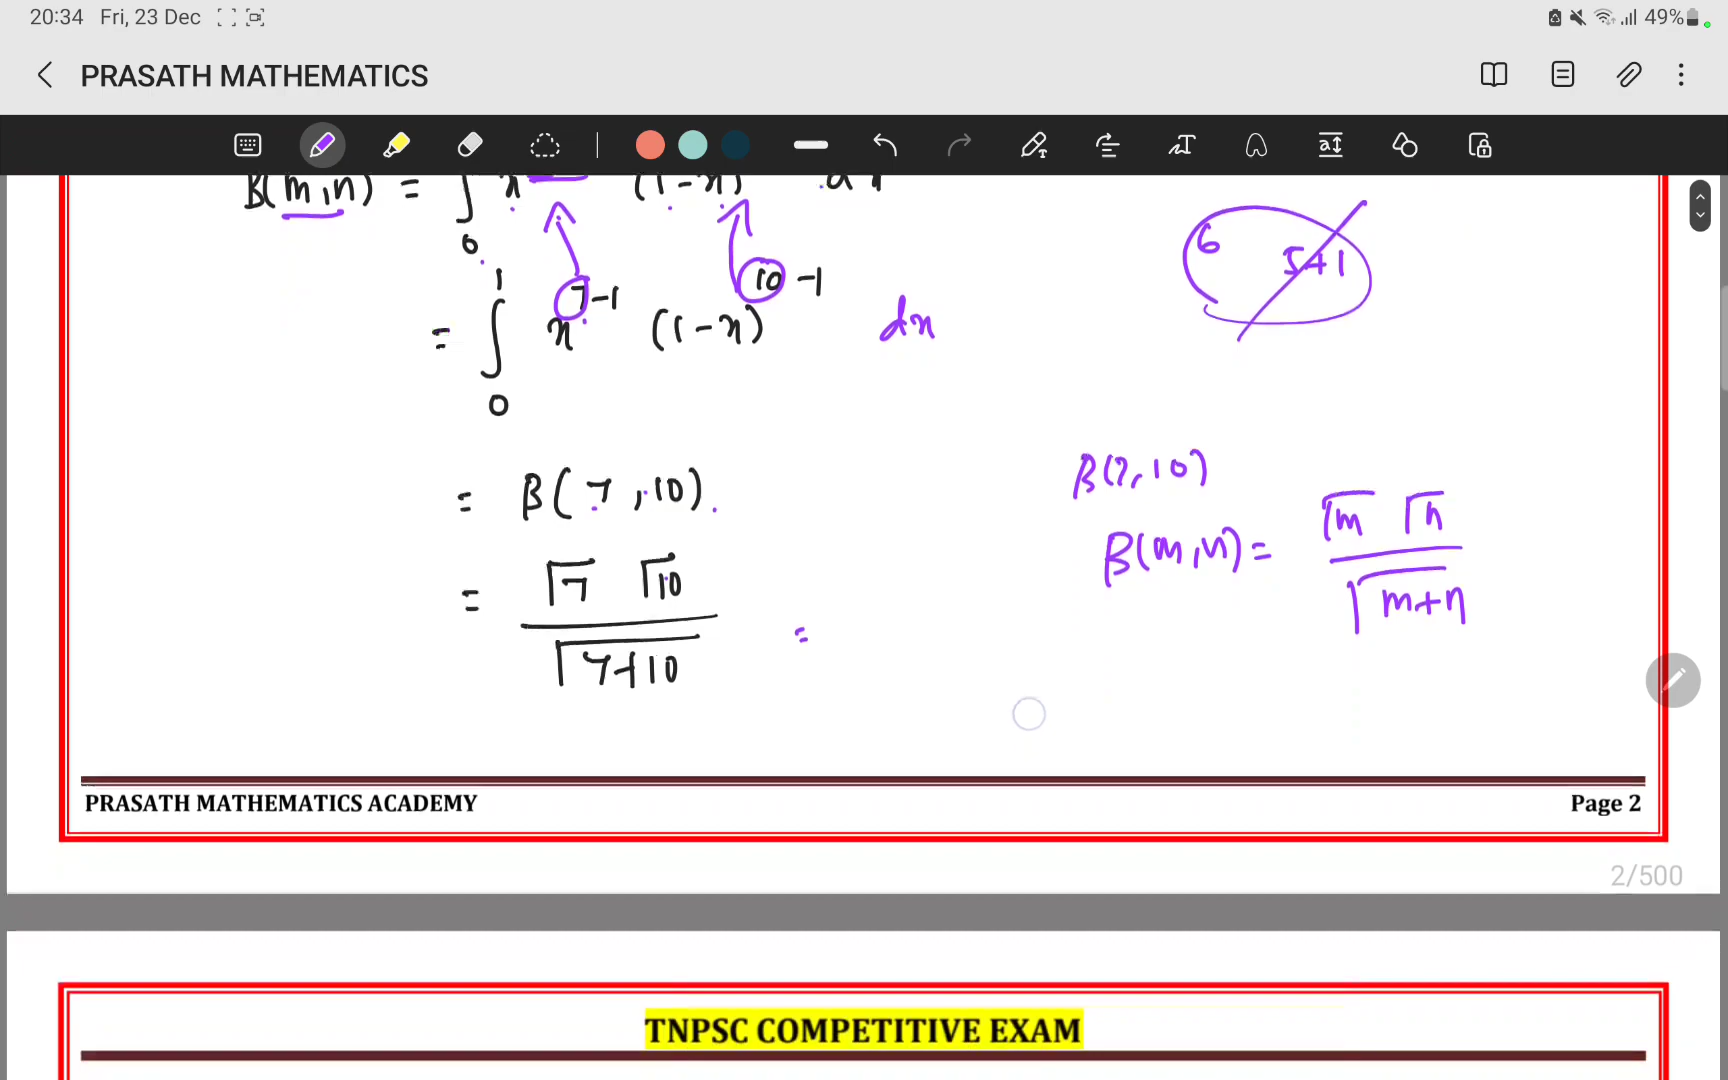 20:34 Fri, 23 Dec 49%
PRASATH MATHEMATICS
B(m,n) = ∫ x (1-x) dx
0
6 5+1
= ∫₀¹ x^(7-1) (1-x)^(10-1) dx
= β(7,10).
β(7,10)
β(m,n) = Γm Γn / Γm+n
= Γ7 Γ10 / Γ7+10 =
PRASATH MATHEMATICS ACADEMY Page 2
2/500
TNPSC COMPETITIVE EXAM